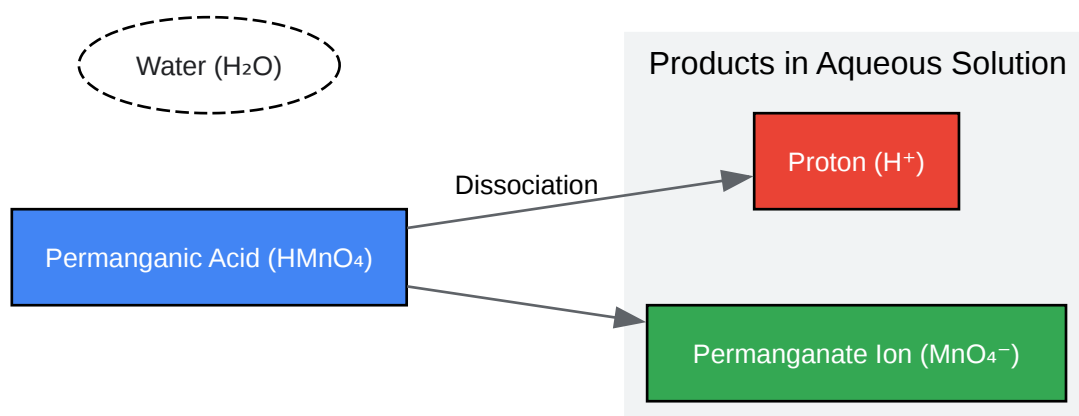 Water (H₂O)
Products in Aqueous Solution
Proton (H⁺)
Dissociation
Permanganic Acid (HMnO₄)
Permanganate Ion (MnO₄⁻)